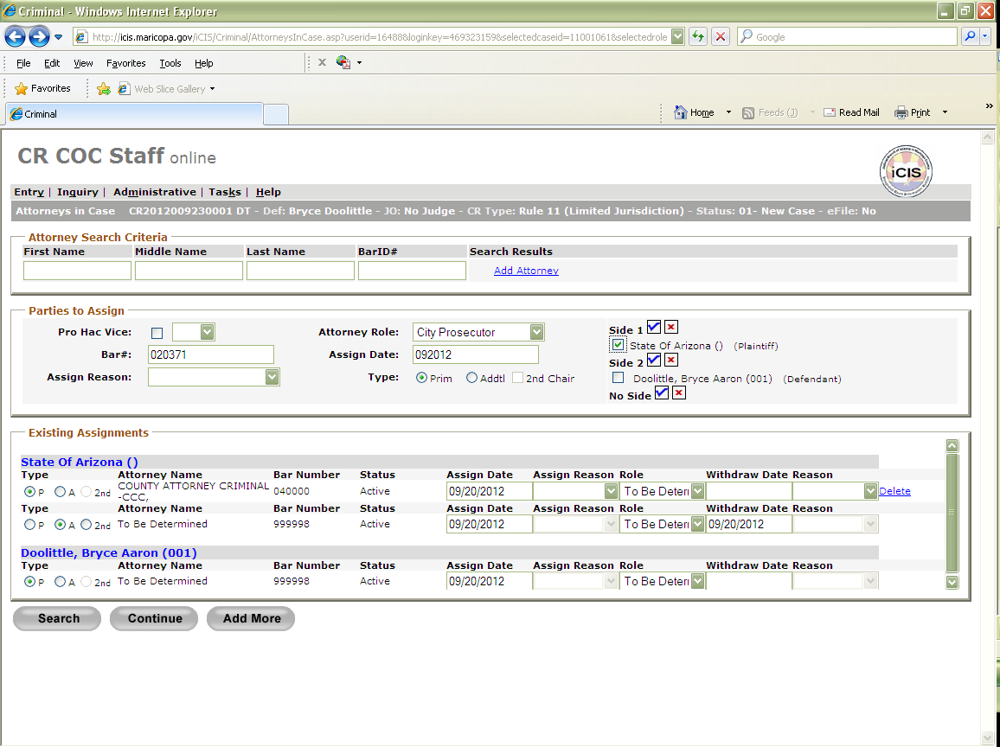 Criminal - Windows Internet Explorer
http://icis.maricopa.gov/iCIS/Criminal/AttorneysInCase.asp?userid=16488&loginkey=469323159&selectedcaseid=11001061&selectedrole
Google
File Edit View Favorites Tools Help
x
Favorites Web Slice Gallery
Criminal
Home Feeds (J) Read Mail Print »
CR COC Staff online
iCIS
Entry | Inquiry | Administrative | Tasks | Help
Attorneys in Case CR2012009230001 DT - Def: Bryce Doolittle - JO: No Judge - CR Type: Rule 11 (Limited Jurisdiction) - Status: 01- New Case - eFile: No
Attorney Search Criteria
First Name Middle Name Last Name BarID# Search Results
Add Attorney
Parties to Assign
Pro Hac Vice: Attorney Role: City Prosecutor Side 1
State Of Arizona () (Plaintiff)
Bar#: 020371 Assign Date: 092012 Side 2
Assign Reason: Type: Prim Addtl 2nd Chair Doolittle, Bryce Aaron (001) (Defendant)
No Side
Existing Assignments
State Of Arizona ()
Type Attorney Name Bar Number Status Assign Date Assign Reason Role Withdraw Date Reason
P A 2nd COUNTY ATTORNEY CRIMINAL -CCC, 040000 Active 09/20/2012 To Be Deterı Delete
Type Attorney Name Bar Number Status Assign Date Assign Reason Role Withdraw Date Reason
P A 2nd To Be Determined 999998 Active 09/20/2012 To Be Deterı 09/20/2012
Doolittle, Bryce Aaron (001)
Type Attorney Name Bar Number Status Assign Date Assign Reason Role Withdraw Date Reason
P A 2nd To Be Determined 999998 Active 09/20/2012 To Be Deterı
Search Continue Add More